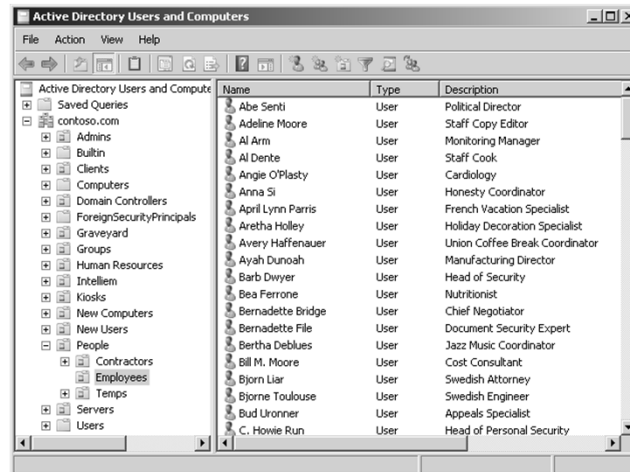 Active Directory Users and Computers
File Action View Help
Active Directory Users and Compute
Saved Queries
contoso.com
Admins
Builtin
Clients
Computers
Domain Controllers
ForeignSecurityPrincipals
Graveyard
Groups
Human Resources
Intelliem
Kiosks
New Computers
New Users
People
Contractors
Employees
Temps
Servers
Users
Name Type Description
Abe Senti User Political Director
Adeline Moore User Staff Copy Editor
Al Arm User Monitoring Manager
Al Dente User Staff Cook
Angie O'Plasty User Cardiology
Anna Si User Honesty Coordinator
April Lynn Parris User French Vacation Specialist
Aretha Holley User Holiday Decoration Specialist
Avery Haffenauer User Union Coffee Break Coordinator
Ayah Dunoah User Manufacturing Director
Barb Dwyer User Head of Security
Bea Ferrone User Nutritionist
Bernadette Bridge User Chief Negotiator
Bernadette File User Document Security Expert
Bertha Deblues User Jazz Music Coordinator
Bill M. Moore User Cost Consultant
Bjorn Liar User Swedish Attorney
Bjorne Toulouse User Swedish Engineer
Bud Uronner User Appeals Specialist
C. Howie Run User Head of Personal Security